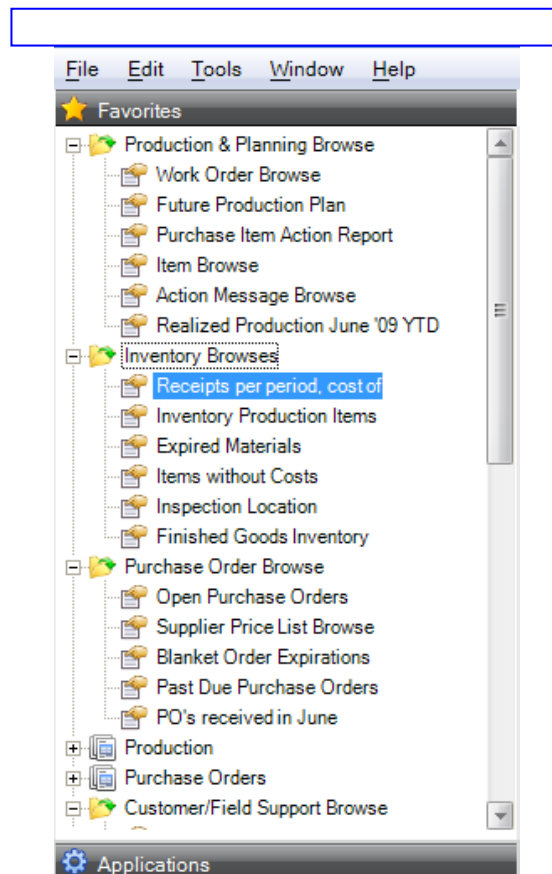 File Edit Tools Window Help
Favorites
Production & Planning Browse
Work Order Browse
Future Production Plan
Purchase Item Action Report
Item Browse
Action Message Browse
Realized Production June '09 YTD
Inventory Browses
Receipts per period, cost of
Inventory Production Items
Expired Materials
Items without Costs
Inspection Location
Finished Goods Inventory
Purchase Order Browse
Open Purchase Orders
Supplier Price List Browse
Blanket Order Expirations
Past Due Purchase Orders
PO's received in June
Production
Purchase Orders
Customer/Field Support Browse
Applications